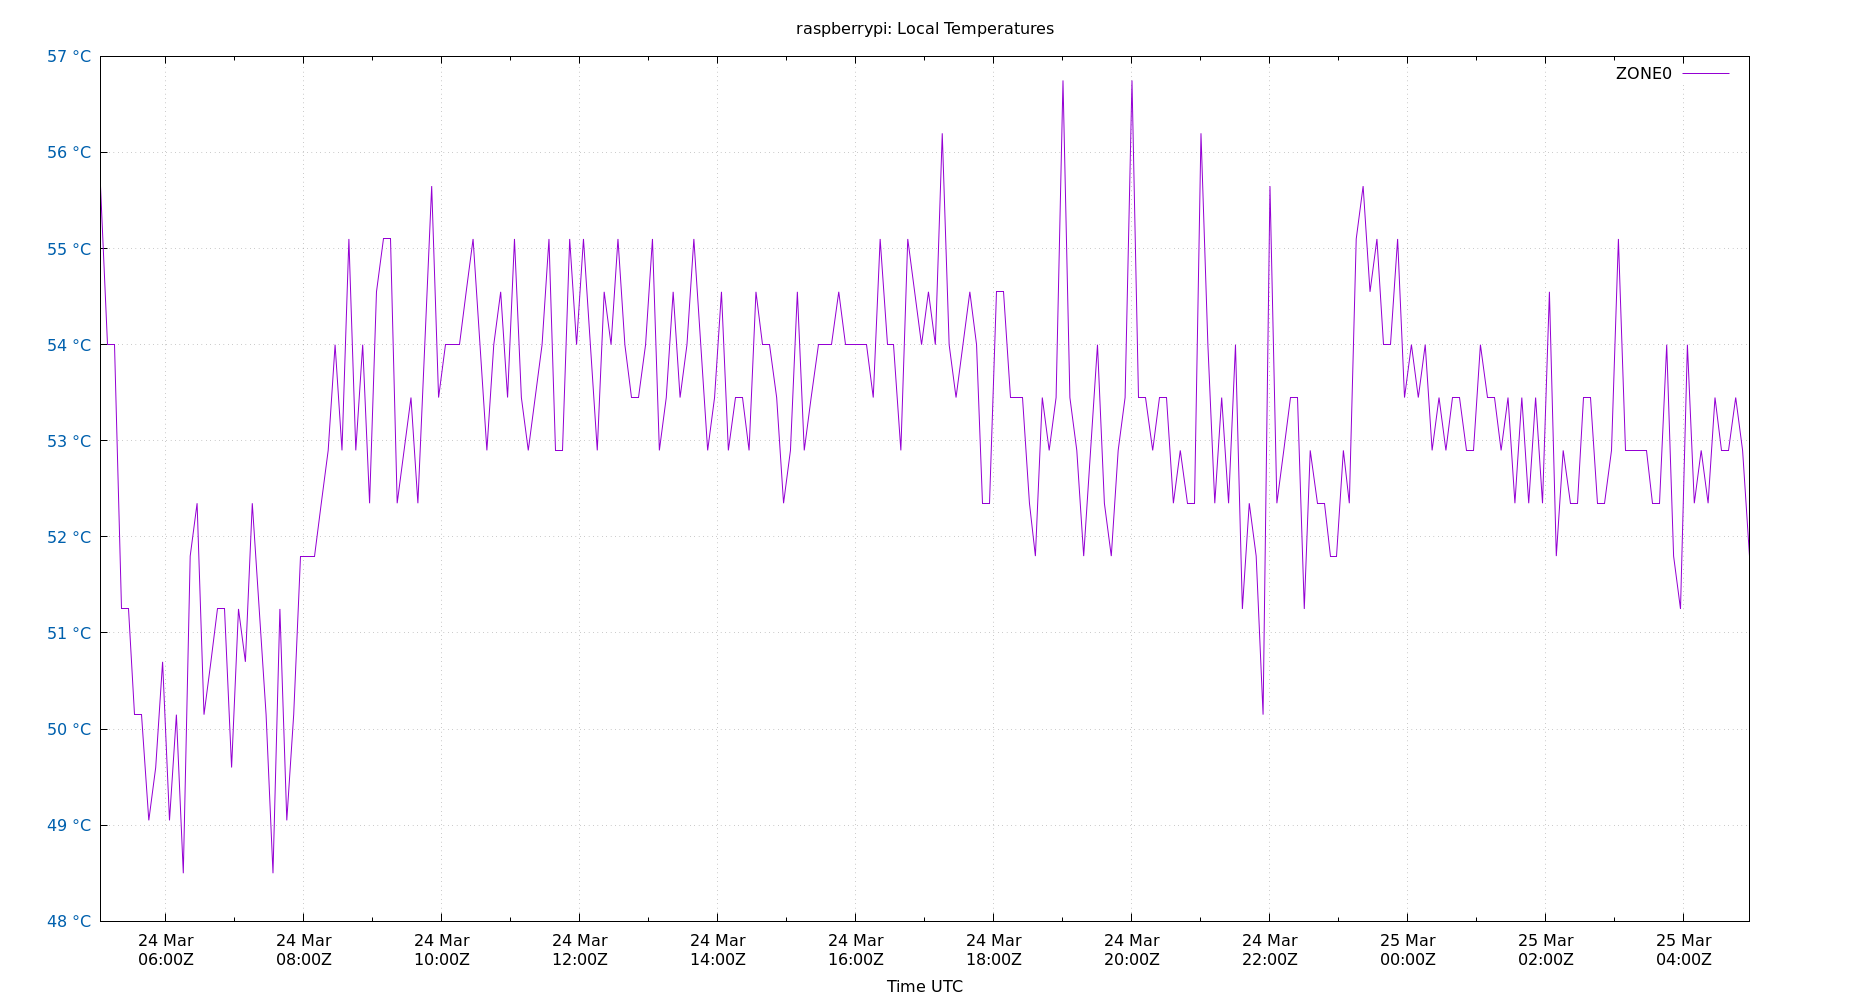 raspberrypi: Local Temperatures
57 °C
ZONE0
56 °C
55 °C
54 °C
53 °C
52 °C
51 °C
50 °C
49 °C
48 °C
24 Mar 24 Mar 24 Mar 24 Mar 24 Mar 24 Mar 24 Mar 24 Mar 24 Mar 25 Mar 25 Mar 25 Mar
06:00Z 08:00Z 10:00Z 12:00Z 14:00Z 16:00Z 18:00Z 20:00Z 22:00Z 00:00Z 02:00Z 04:00Z
Time UTC